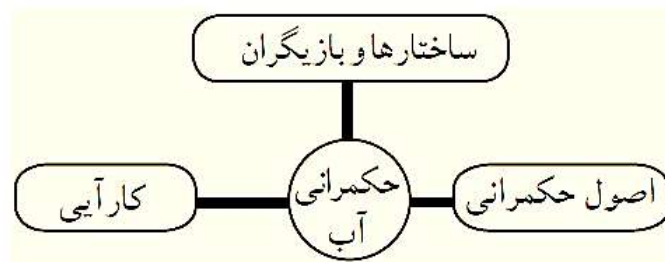 ساختارها و بازیگران
اصول حکمرانی
حکمرانی
آب
کارآیی